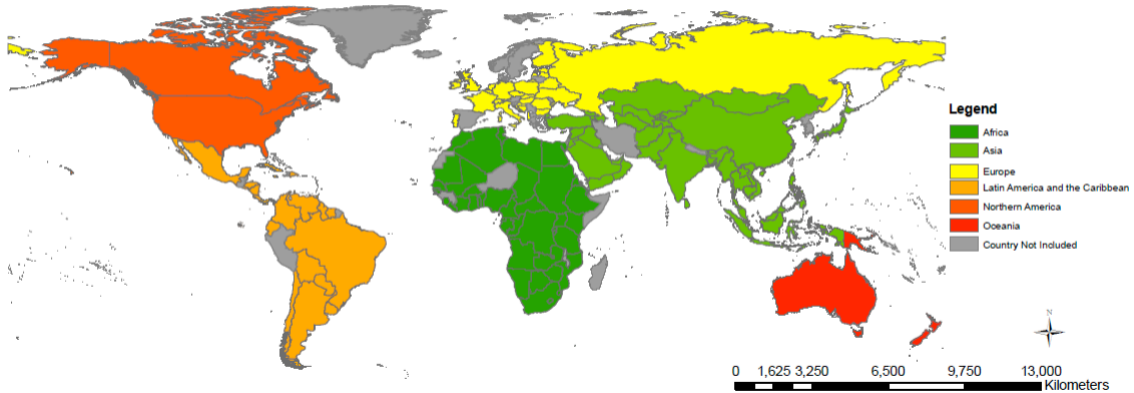 Legend
Africa
Asia
Europe
Latin America and the Caribbean
Northern America
Oceania
Country Not Included
N
0 1,625 3,250 6,500 9,750 13,000
Kilometers